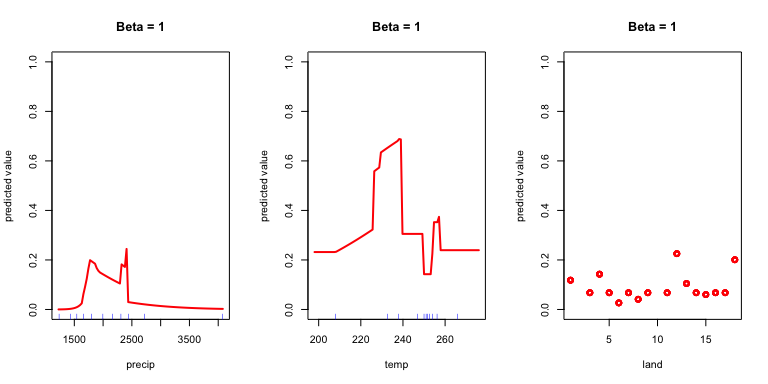 Beta = 1
predicted value
0.0 0.2 0.4 0.6 0.8 1.0
1500 2500 3500
precip
Beta = 1
predicted value
0.0 0.2 0.4 0.6 0.8 1.0
200 220 240 260
temp
Beta = 1
predicted value
0.0 0.2 0.4 0.6 0.8 1.0
5 10 15
land